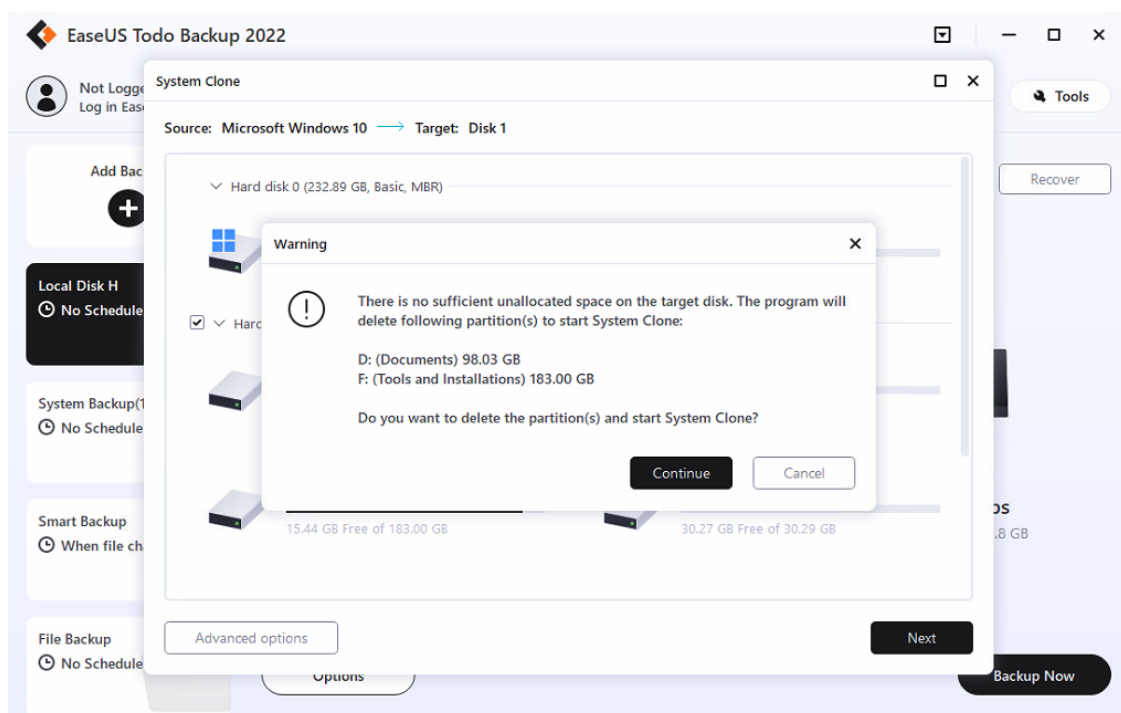 EaseUS Todo Backup 2022
Not Logge
Log in Ease
Tools
System Clone
Source: Microsoft Windows 10 → Target: Disk 1
Add Bac
Recover
Hard disk 0 (232.89 GB, Basic, MBR)
Warning
There is no sufficient unallocated space on the target disk. The program will
delete following partition(s) to start System Clone:
D: (Documents) 98.03 GB
F: (Tools and Installations) 183.00 GB
Do you want to delete the partition(s) and start System Clone?
Continue
Cancel
Local Disk H
No Schedule
Hard
System Backup(1
No Schedule
15.44 GB Free of 183.00 GB
30.27 GB Free of 30.29 GB
Smart Backup
When file ch
.8 GB
File Backup
No Schedule
Advanced options
Next
Options
Backup Now